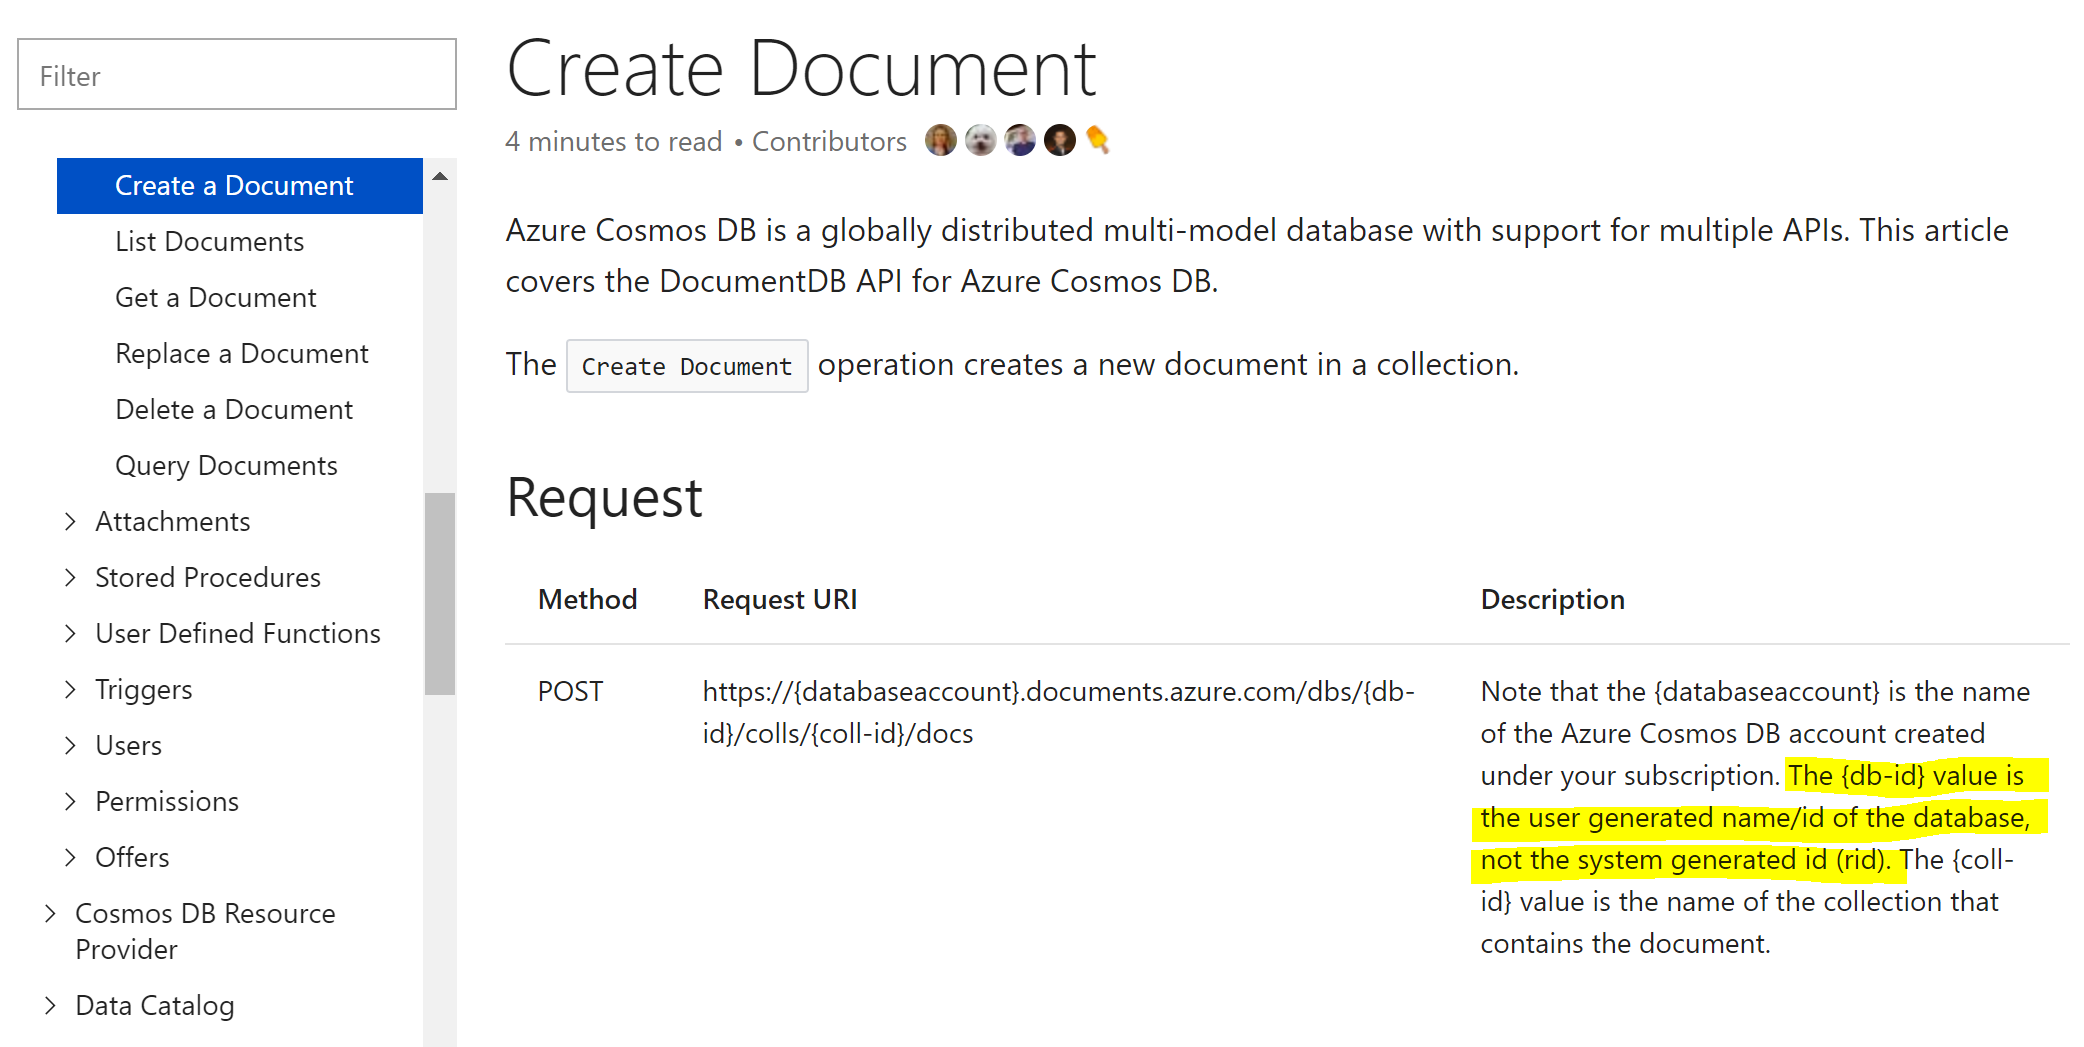 Filter
Create a Document
List Documents
Get a Document
Replace a Document
Delete a Document
Query Documents
Attachments
Stored Procedures
User Defined Functions
Triggers
Users
Permissions
Offers
Cosmos DB Resource
Provider
Data Catalog
Create Document
4 minutes to read • Contributors
Azure Cosmos DB is a globally distributed multi-model database with support for multiple APIs. This article
covers the DocumentDB API for Azure Cosmos DB.
The Create Document operation creates a new document in a collection.
Request
Method Request URI Description
POST
https://{databaseaccount}.documents.azure.com/dbs/{db-
id}/colls/{coll-id}/docs
Note that the {databaseaccount} is the name
of the Azure Cosmos DB account created
under your subscription. The {db-id} value is
the user generated name/id of the database,
not the system generated id (rid). The {coll-
id} value is the name of the collection that
contains the document.